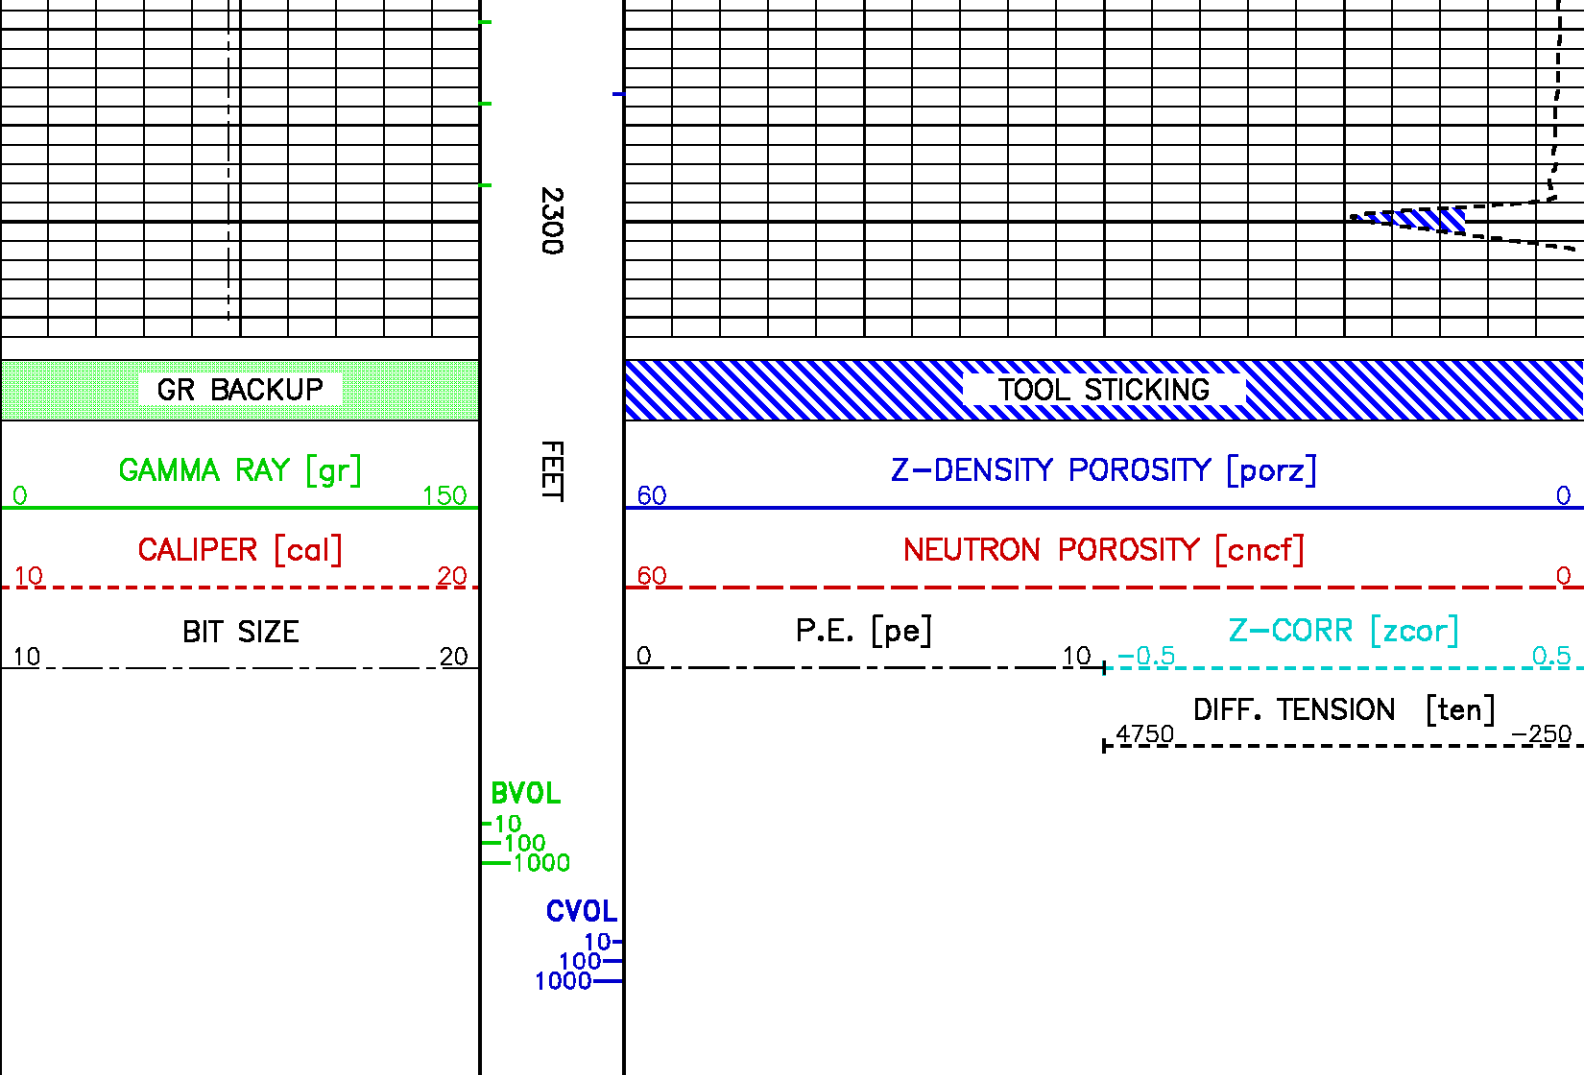 2300
GR BACKUP
TOOL STICKING
FEET
GAMMA RAY [gr]
0 150
Z-DENSITY POROSITY [porz]
60 0
CALIPER [cal]
10 20
NEUTRON POROSITY [cncf]
60 0
BIT SIZE
10 20
P.E. [pe]
0 10
Z-CORR [zcor]
-0.5 0.5
DIFF. TENSION [ten]
4750 -250
BVOL
10
100
1000
CVOL
10
100
1000